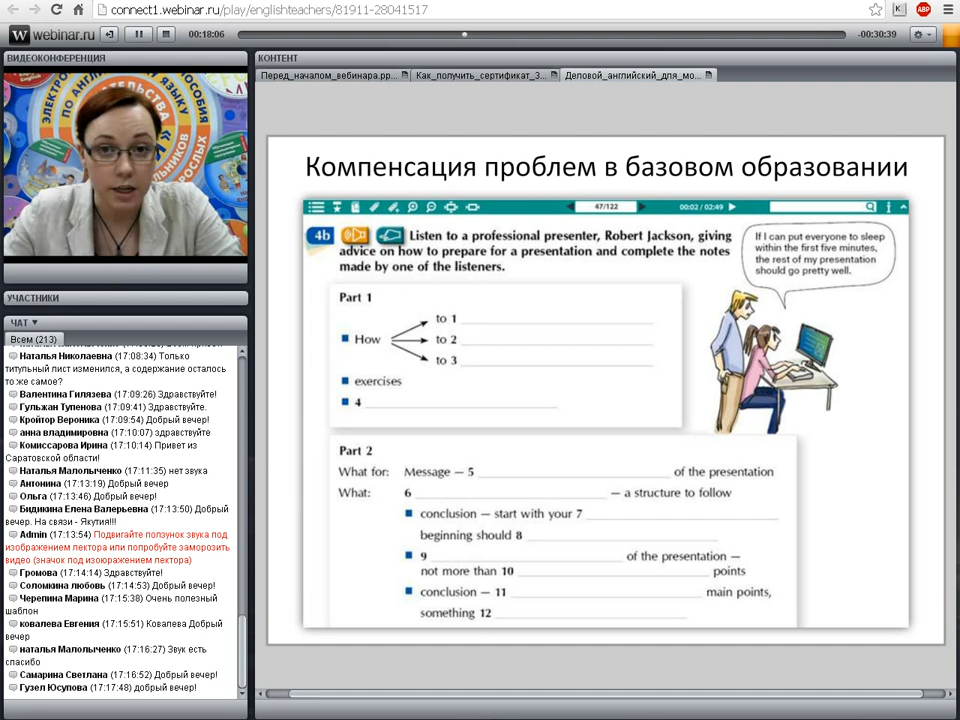 connect1.webinar.ru/play/englishteachers/81911-28041517
K
ABP
W webinar.ru
00:18:06
-00:30:39
ВИДЕОКОНФЕРЕНЦИЯ
УЧАСТНИКИ
ЧАТ ▼
Всем (213)
Наталья Николаевна (17:08:34) Только
титульный лист изменился, а содержание осталось
то же самое?
Валентина Гилязева (17:09:26) Здравствуйте!
Гульжан Тупенова (17:09:41) Здравствуйте.
Кройтор Вероника (17:09:54) Добрый вечер!
анна владимировна (17:10:07) здравствуйте
Комиссарова Ирина (17:10:14) Привет из
Саратовской области!
Наталья Малолыченко (17:11:35) нет звука
Антонина (17:13:19) Добрый вечер
Ольга (17:13:46) Добрый вечер!
Бидикина Елена Валерьевна (17:13:50) Добрый
вечер. На связи - Якутия!!!
Admin (17:13:54) Подвигайте ползунок звука под
изображением лектора или попробуйте заморозить
видео (значок под изоюражением лектора)
Громова (17:14:14) Здравствуйте!
Соломкина любовь (17:14:53) Добрый вечер!
Черепина Марина (17:15:38) Очень полезный
шаблон
ковалева Евгения (17:15:51) Ковалева Добрый
вечер
наталья Малолыченко (17:16:27) Звук есть
спасибо
Самарина Светлана (17:16:52) Добрый вечер!
Гузел Юсупова (17:17:48) добрый вечер!
КОНТЕНТ
Перед_началом_вебинара.pp...
Как_получить_сертификат_3...
Деловой_английский_для_мо...
Компенсация проблем в базовом образовании
47/122
00:02 / 02:49
4b Listen to a professional presenter, Robert Jackson, giving
advice on how to prepare for a presentation and complete the notes
made by one of the listeners.
If I can put everyone to sleep
within the first five minutes,
the rest of my presentation
should go pretty well.
Part 1
to 1
How to 2
to 3
exercises
4
Part 2
What for: Message – 5 of the presentation
What: 6 – a structure to follow
conclusion – start with your 7
beginning should 8
9 of the presentation –
not more than 10 points
conclusion – 11 main points,
something 12